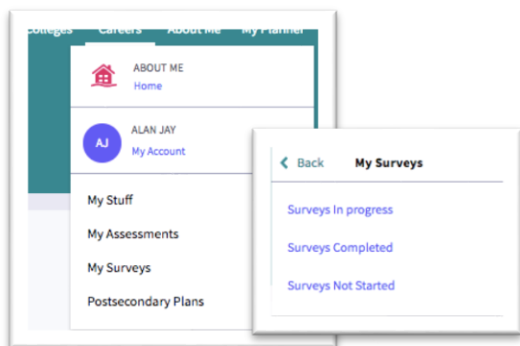 Colleges Careers About Me My Planner
ABOUT ME
Home
AJ
ALAN JAY
My Account
My Stuff
My Assessments
My Surveys
Postsecondary Plans
Back My Surveys
Surveys In progress
Surveys Completed
Surveys Not Started